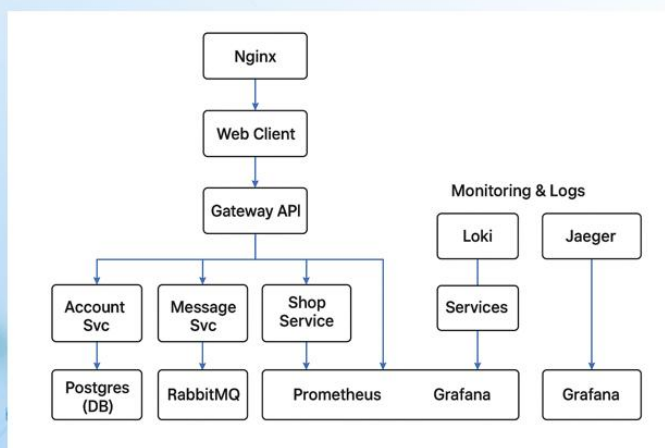 Nginx
Web Client
Gateway API
Monitoring & Logs
Loki
Jaeger
Account
Svc
Message
Svc
Shop
Service
Services
Postgres
(DB)
RabbitMQ
Prometheus
Grafana
Grafana